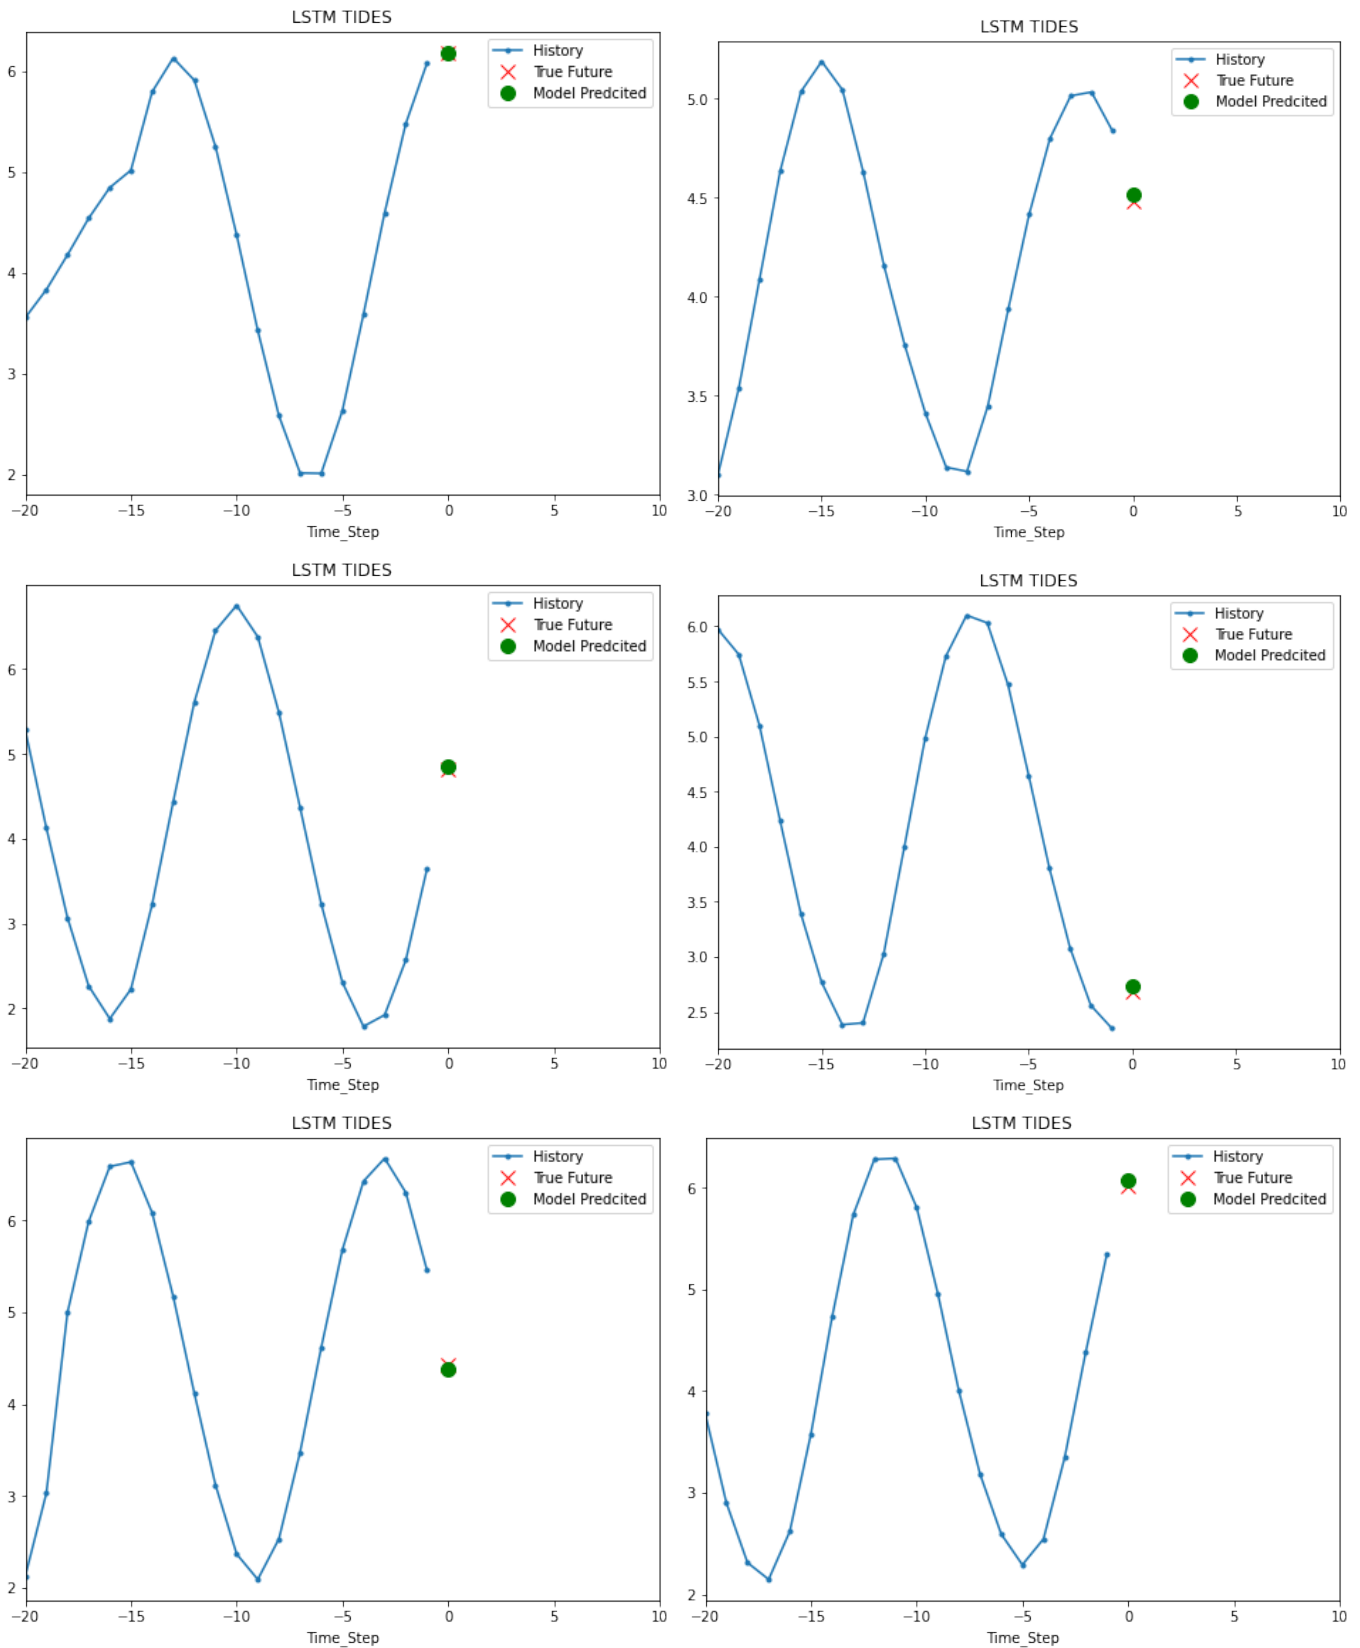 LSTM TIDES
History
True Future
Model Predcited
6
5
4
3
2
−20 −15 −10 −5 0 5 10
Time_Step
LSTM TIDES
History
True Future
Model Predcited
5.0
4.5
4.0
3.5
3.0
−20 −15 −10 −5 0 5 10
Time_Step
LSTM TIDES
History
True Future
Model Predcited
6
5
4
3
2
−20 −15 −10 −5 0 5 10
Time_Step
LSTM TIDES
History
True Future
Model Predcited
6.0
5.5
5.0
4.5
4.0
3.5
3.0
2.5
−20 −15 −10 −5 0 5 10
Time_Step
LSTM TIDES
History
True Future
Model Predcited
6
5
4
3
2
−20 −15 −10 −5 0 5 10
Time_Step
LSTM TIDES
History
True Future
Model Predcited
6
5
4
3
2
−20 −15 −10 −5 0 5 10
Time_Step